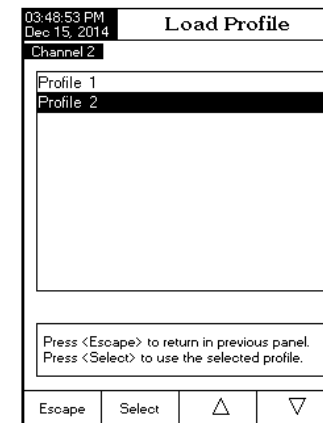 03:48:53 PM
Dec 15, 2014
Load Profile
Channel 2
Profile 1
Profile 2
Press <Escape> to return in previous panel.
Press <Select> to use the selected profile.
Escape Select △ ▽